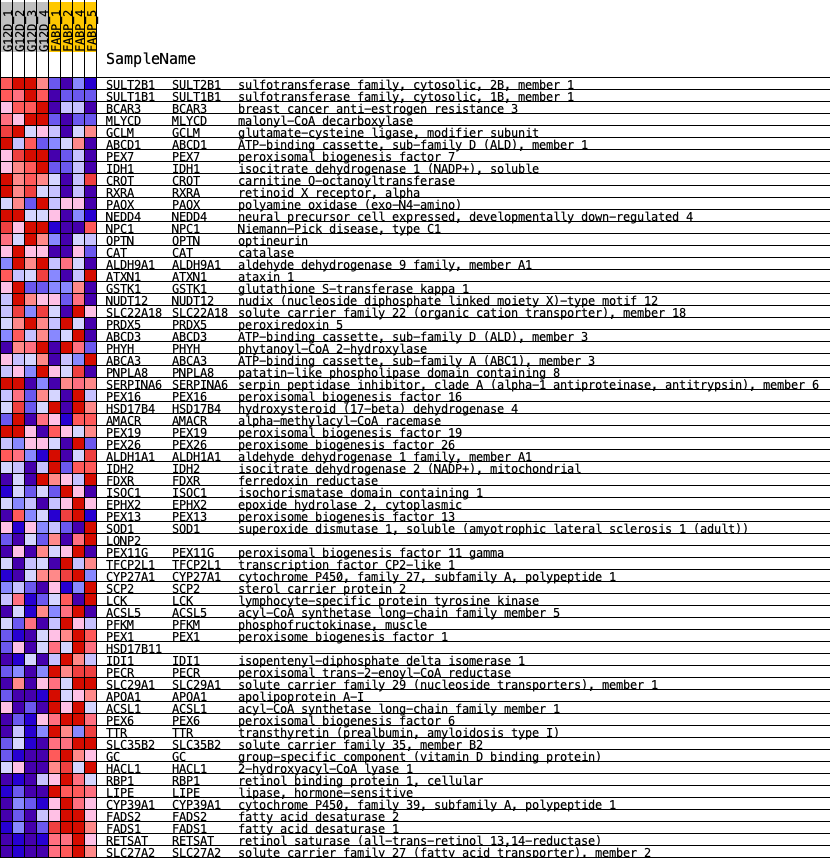 G12D_1 G12D_2 G12D_3 G12D_4 FABP_1 FABP_2 FABP_4 FABP_5
SampleName
SULT2B1 SULT2B1 sulfotransferase family, cytosolic, 2B, member 1
SULT1B1 SULT1B1 sulfotransferase family, cytosolic, 1B, member 1
BCAR3 BCAR3 breast cancer anti-estrogen resistance 3
MLYCD MLYCD malonyl-CoA decarboxylase
GCLM GCLM glutamate-cysteine ligase, modifier subunit
ABCD1 ABCD1 ATP-binding cassette, sub-family D (ALD), member 1
PEX7 PEX7 peroxisomal biogenesis factor 7
IDH1 IDH1 isocitrate dehydrogenase 1 (NADP+), soluble
CROT CROT carnitine O-octanoyltransferase
RXRA RXRA retinoid X receptor, alpha
PAOX PAOX polyamine oxidase (exo-N4-amino)
NEDD4 NEDD4 neural precursor cell expressed, developmentally down-regulated 4
NPC1 NPC1 Niemann-Pick disease, type C1
OPTN OPTN optineurin
CAT CAT catalase
ALDH9A1 ALDH9A1 aldehyde dehydrogenase 9 family, member A1
ATXN1 ATXN1 ataxin 1
GSTK1 GSTK1 glutathione S-transferase kappa 1
NUDT12 NUDT12 nudix (nucleoside diphosphate linked moiety X)-type motif 12
SLC22A18 SLC22A18 solute carrier family 22 (organic cation transporter), member 18
PRDX5 PRDX5 peroxiredoxin 5
ABCD3 ABCD3 ATP-binding cassette, sub-family D (ALD), member 3
PHYH PHYH phytanoyl-CoA 2-hydroxylase
ABCA3 ABCA3 ATP-binding cassette, sub-family A (ABC1), member 3
PNPLA8 PNPLA8 patatin-like phospholipase domain containing 8
SERPINA6 SERPINA6 serpin peptidase inhibitor, clade A (alpha-1 antiproteinase, antitrypsin), member 6
PEX16 PEX16 peroxisomal biogenesis factor 16
HSD17B4 HSD17B4 hydroxysteroid (17-beta) dehydrogenase 4
AMACR AMACR alpha-methylacyl-CoA racemase
PEX19 PEX19 peroxisomal biogenesis factor 19
PEX26 PEX26 peroxisome biogenesis factor 26
ALDH1A1 ALDH1A1 aldehyde dehydrogenase 1 family, member A1
IDH2 IDH2 isocitrate dehydrogenase 2 (NADP+), mitochondrial
FDXR FDXR ferredoxin reductase
ISOC1 ISOC1 isochorismatase domain containing 1
EPHX2 EPHX2 epoxide hydrolase 2, cytoplasmic
PEX13 PEX13 peroxisome biogenesis factor 13
SOD1 SOD1 superoxide dismutase 1, soluble (amyotrophic lateral sclerosis 1 (adult))
LONP2
PEX11G PEX11G peroxisomal biogenesis factor 11 gamma
TFCP2L1 TFCP2L1 transcription factor CP2-like 1
CYP27A1 CYP27A1 cytochrome P450, family 27, subfamily A, polypeptide 1
SCP2 SCP2 sterol carrier protein 2
LCK LCK lymphocyte-specific protein tyrosine kinase
ACSL5 ACSL5 acyl-CoA synthetase long-chain family member 5
PFKM PFKM phosphofructokinase, muscle
PEX1 PEX1 peroxisome biogenesis factor 1
HSD17B11
IDI1 IDI1 isopentenyl-diphosphate delta isomerase 1
PECR PECR peroxisomal trans-2-enoyl-CoA reductase
SLC29A1 SLC29A1 solute carrier family 29 (nucleoside transporters), member 1
APOA1 APOA1 apolipoprotein A-I
ACSL1 ACSL1 acyl-CoA synthetase long-chain family member 1
PEX6 PEX6 peroxisomal biogenesis factor 6
TTR TTR transthyretin (prealbumin, amyloidosis type I)
SLC35B2 SLC35B2 solute carrier family 35, member B2
GC GC group-specific component (vitamin D binding protein)
HACL1 HACL1 2-hydroxyacyl-CoA lyase 1
RBP1 RBP1 retinol binding protein 1, cellular
LIPE LIPE lipase, hormone-sensitive
CYP39A1 CYP39A1 cytochrome P450, family 39, subfamily A, polypeptide 1
FADS2 FADS2 fatty acid desaturase 2
FADS1 FADS1 fatty acid desaturase 1
RETSAT RETSAT retinol saturase (all-trans-retinol 13,14-reductase)
SLC27A2 SLC27A2 solute carrier family 27 (fatty acid transporter), member 2